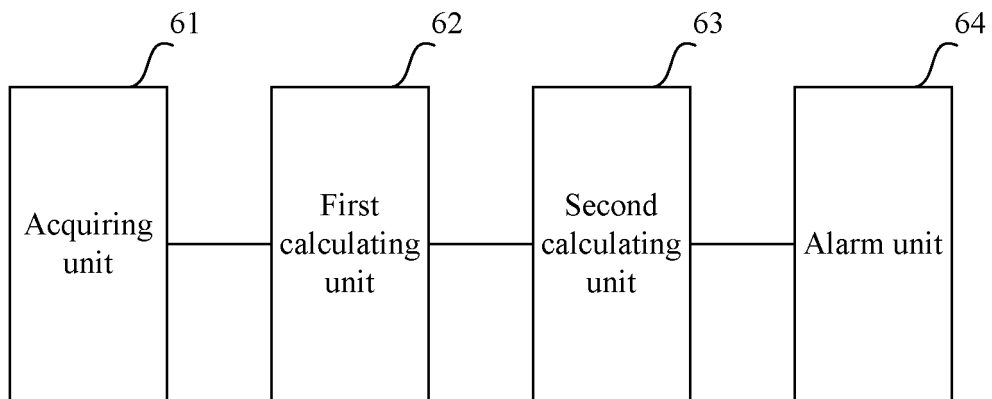 61
62
63
64
Acquiring
unit
First
calculating
unit
Second
calculating
unit
Alarm unit